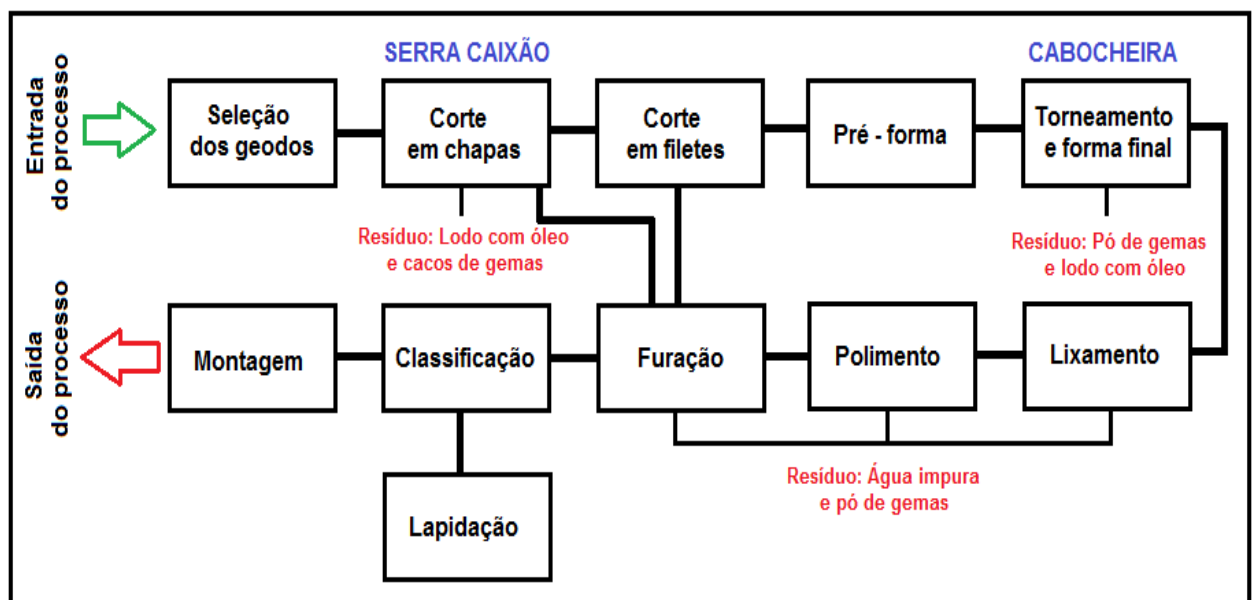 Entrada
do processo
SERRA CAIXÃO
CABOCHEIRA
Seleção
dos geodos
Corte
em chapas
Corte
em filetes
Pré - forma
Torneamento
e forma final
Resíduo: Lodo com óleo
e cacos de gemas
Resíduo: Pó de gemas
e lodo com óleo
Saída
do processo
Montagem
Classificação
Furação
Polimento
Lixamento
Resíduo: Água impura
e pó de gemas
Lapidação